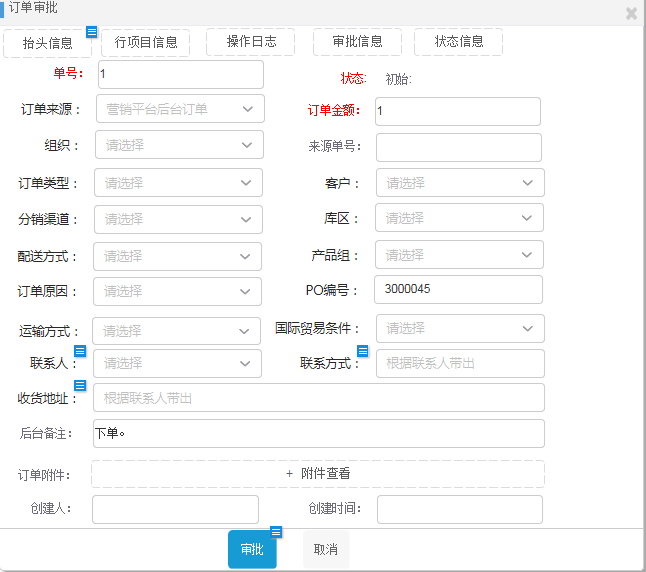 订单审批
抬头信息 行项目信息 操作日志 审批信息 状态信息
单号： 1 状态: 初始:
订单来源： 营销平台后台订单 订单金额： 1
组织： 请选择 来源单号：
订单类型： 请选择 客户： 请选择
分销渠道： 请选择 库区： 请选择
配送方式： 请选择 产品组： 请选择
订单原因： 请选择 PO编号： 3000045
运输方式： 请选择 国际贸易条件： 请选择
联系人： 请选择 联系方式： 根据联系人带出
收货地址： 根据联系人带出
后台备注： 下单。
订单附件： + 附件查看
创建人： 创建时间：
审批 取消